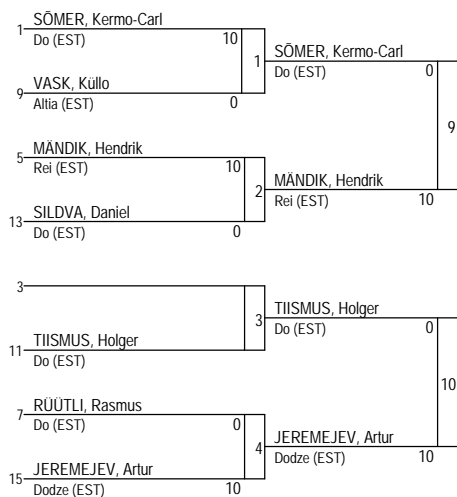 SÕMER, Kermo-Carl
1 Do (EST) 10
1 SÕMER, Kermo-Carl
Do (EST) 0
VASK, Küllo
9 Altia (EST) 0
9
MÄNDIK, Hendrik
5 Rei (EST) 10
2 MÄNDIK, Hendrik
Rei (EST) 10
SILDVA, Daniel
13 Do (EST) 0
3
3 TIISMUS, Holger
Do (EST) 0
TIISMUS, Holger
11 Do (EST)
10
RÜÜTLI, Rasmus
7 Do (EST) 0
4 JEREMEJEV, Artur
Dodze (EST) 10
JEREMEJEV, Artur
15 Dodze (EST) 10